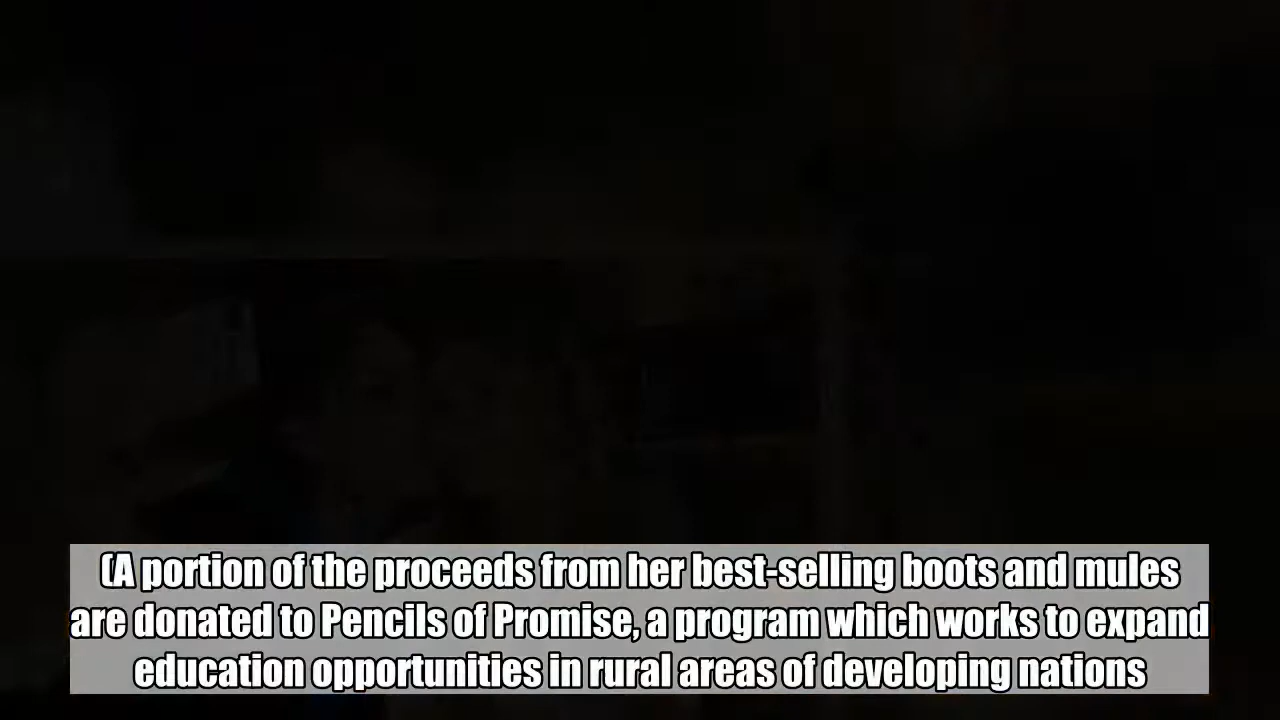 (A portion of the proceeds from her best-selling boots and mules
are donated to Pencils of Promise, a program which works to expand
education opportunities in rural areas of developing nations